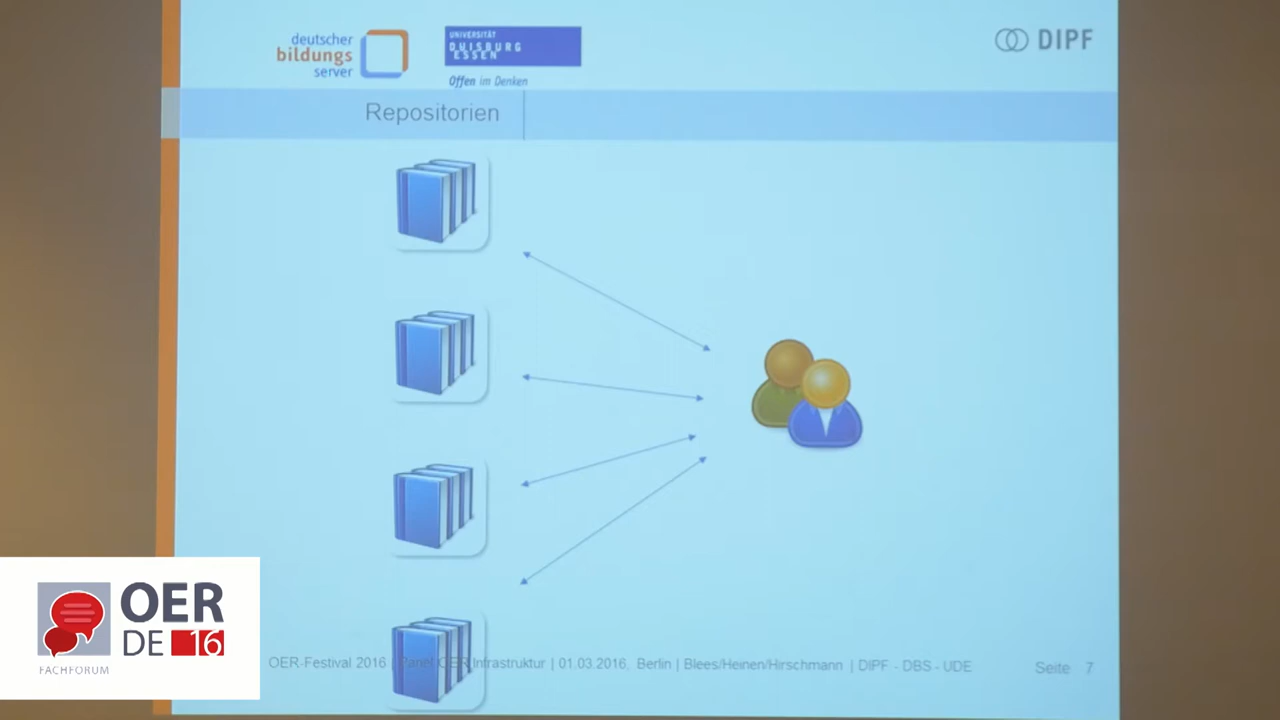 deutscher
bildungs
server
UNIVERSITÄT
DUISBURG
ESSEN
Offen im Denken
DIPF
Repositorien
OER-Festival 2016 | Panel OER Infrastruktur | 01.03.2016, Berlin | Blees/Heinen/Hirschmann | DIPF - DBS - UDE
Seite 7
OER
DE 16
FACHFORUM